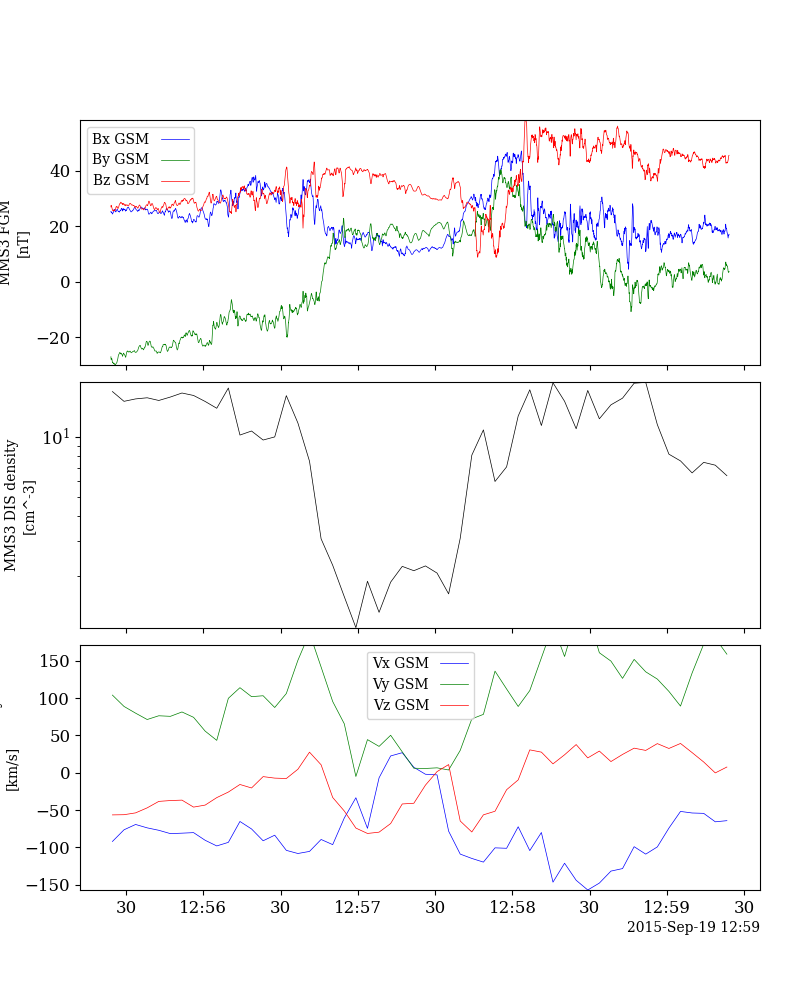 Bx GSM
By GSM
Bz GSM
40
20
0
−20
MMS3 FGM
[nT]
10^1
MMS3 DIS density
[cm^-3]
Vx GSM
Vy GSM
Vz GSM
150
100
50
0
−50
−100
−150
[km/s]
30 12:56 30 12:57 30 12:58 30 12:59 30
2015-Sep-19 12:59